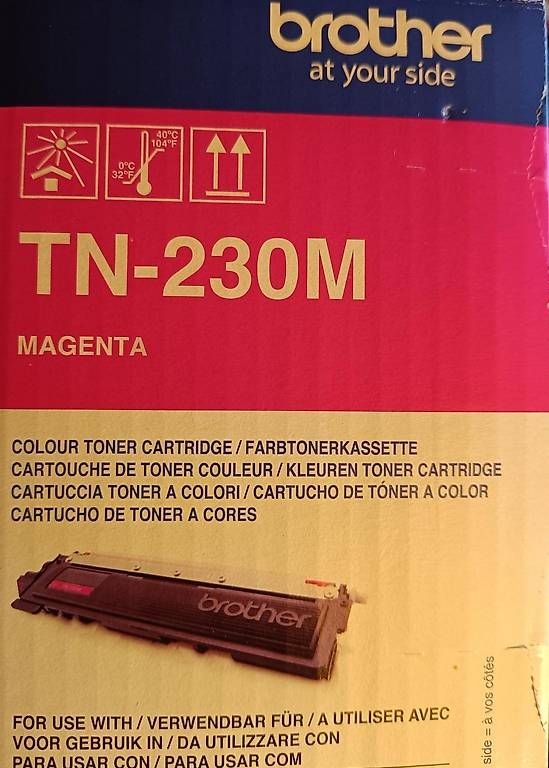 brother
at your side
40°C
104°F
0°C
32°F
TN-230M
MAGENTA
COLOUR TONER CARTRIDGE / FARBTONERKASSETTE
CARTOUCHE DE TONER COULEUR / KLEUREN TONER CARTRIDGE
CARTUCCIA TONER A COLORI / CARTUCHO DE TÓNER A COLOR
CARTUCHO DE TONER A CORES
brother
FOR USE WITH / VERWENDBAR FÜR / A UTILISER AVEC
VOOR GEBRUIK IN / DA UTILIZZARE CON
PARA USAR CON / PARA USAR COM
side = à vos côtés